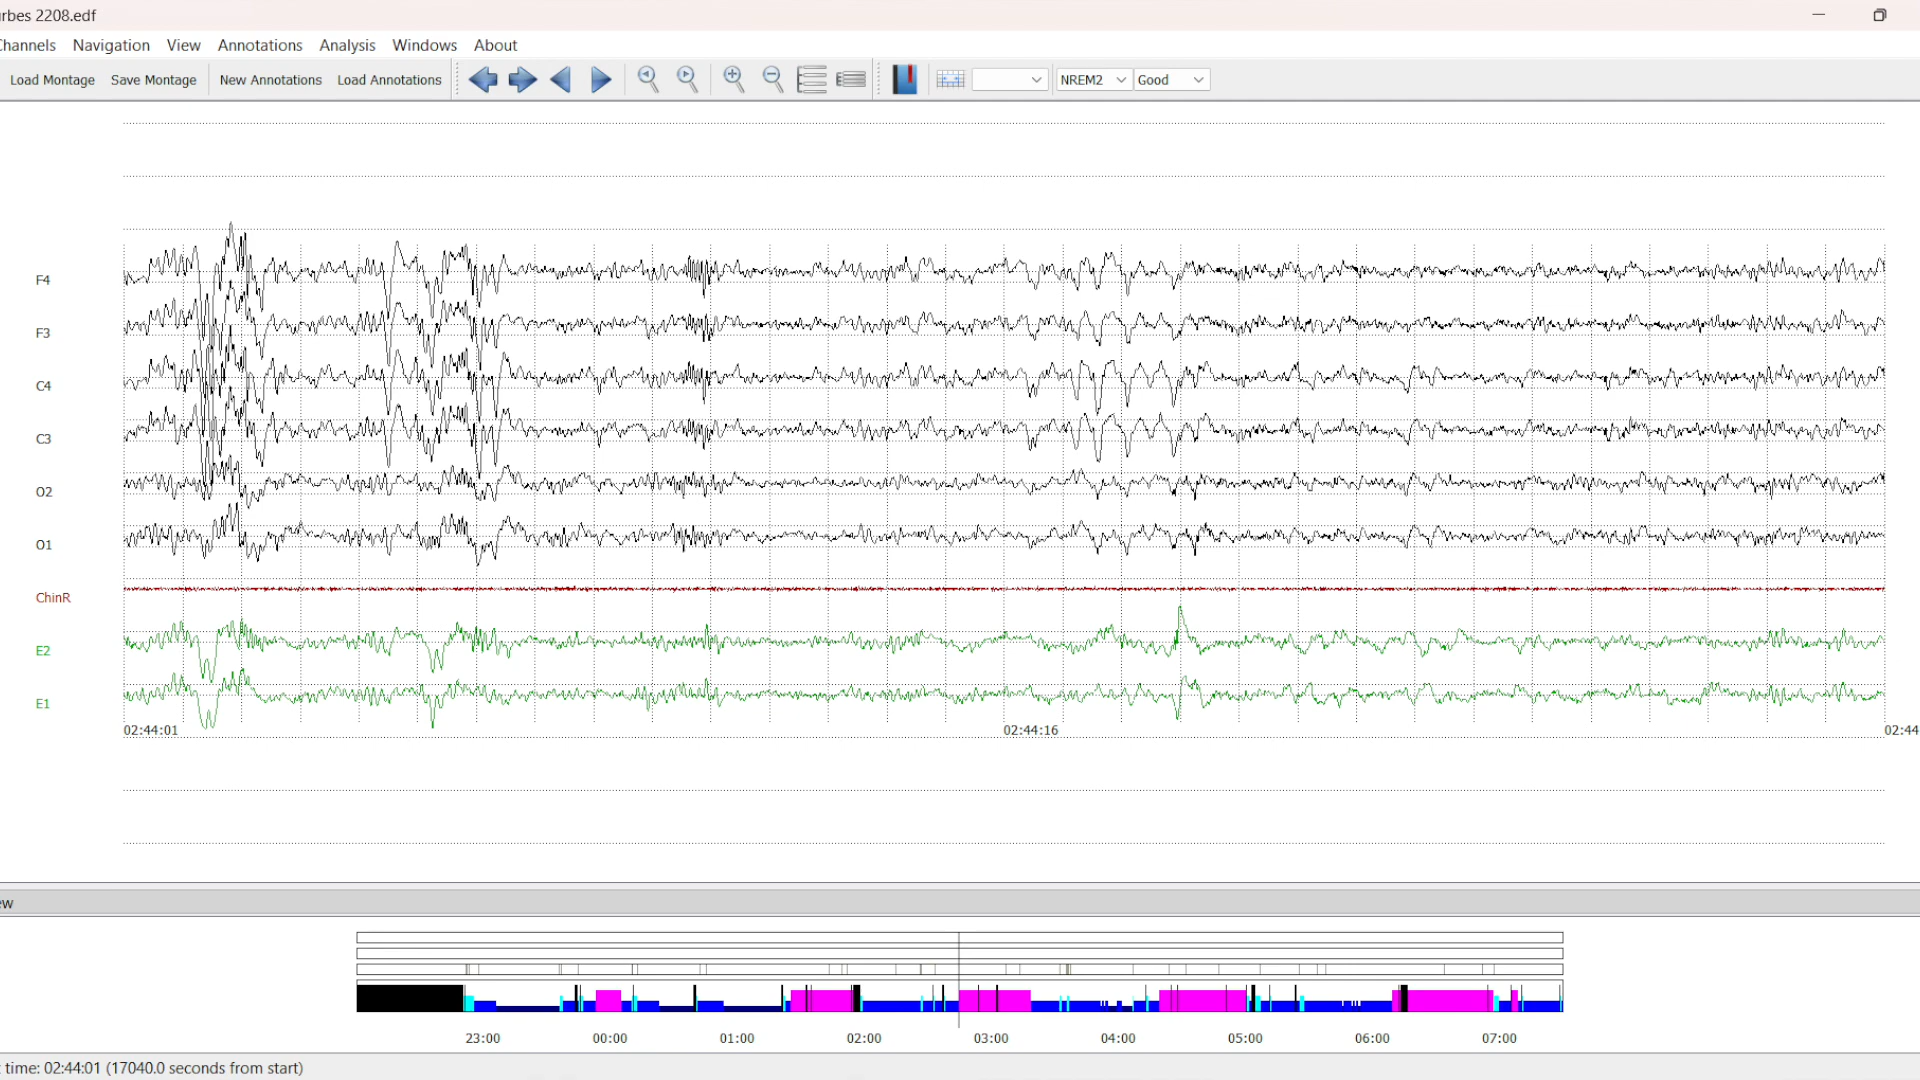 rbes 2208.edf
Channels Navigation View Annotations Analysis Windows About
Load Montage Save Montage New Annotations Load Annotations NREM2 Good
F4
F3
C4
C3
O2
O1
ChinR
E2
E1
02:44:01 02:44:16 02:44
ew
23:00 00:00 01:00 02:00 03:00 04:00 05:00 06:00 07:00
time: 02:44:01 (17040.0 seconds from start)